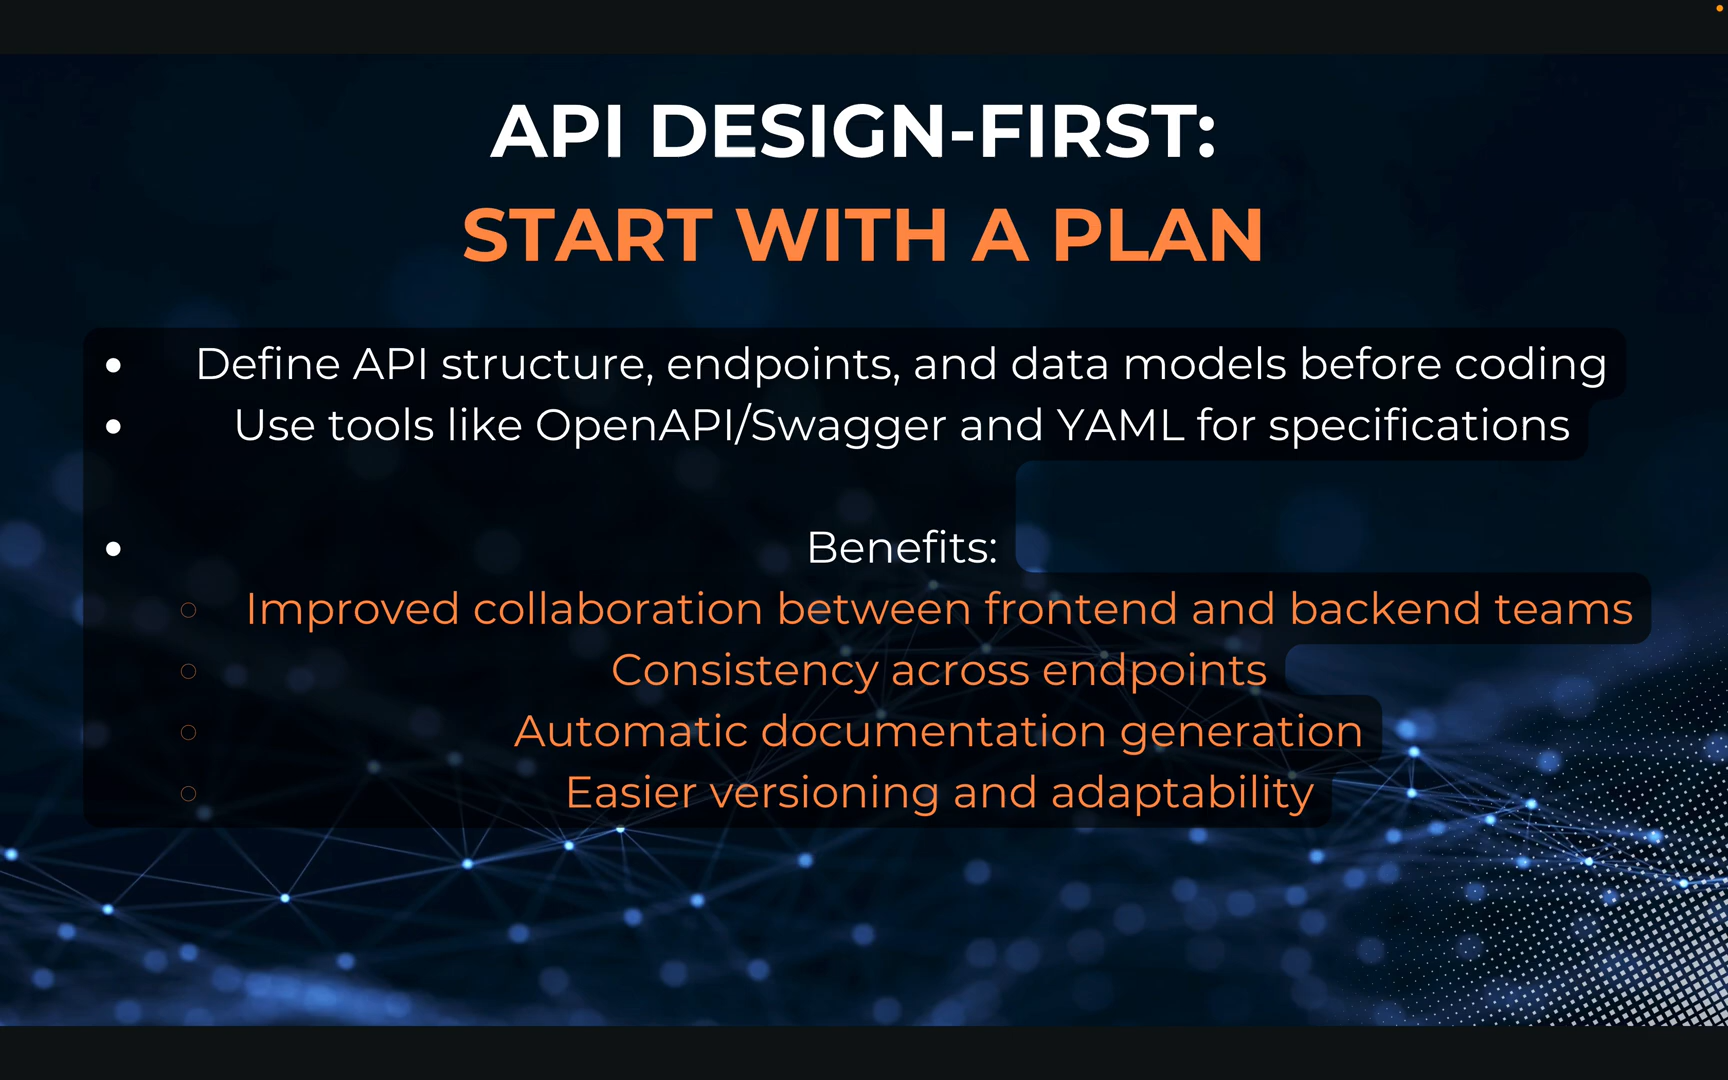 API DESIGN-FIRST:
START WITH A PLAN
• Define API structure, endpoints, and data models before coding
• Use tools like OpenAPI/Swagger and YAML for specifications
• Benefits:
○ Improved collaboration between frontend and backend teams
○ Consistency across endpoints
○ Automatic documentation generation
○ Easier versioning and adaptability